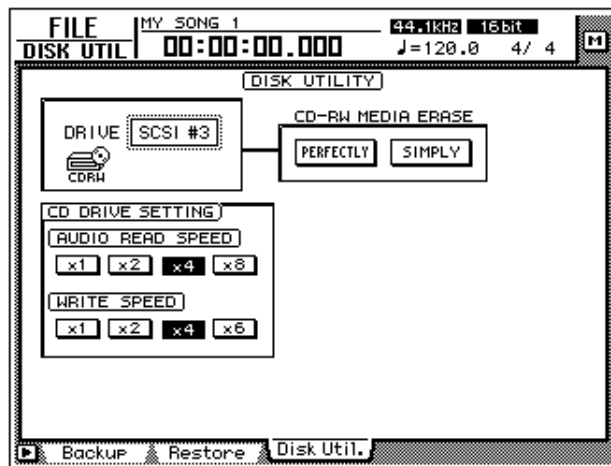 FILE
DISK UTIL
MY SONG 1
00:00:00.000
44.1kHz 16bit
♩=120.0 4/ 4
M
DISK UTILITY
DRIVE SCSI #3
CDRW
CD-RW MEDIA ERASE
PERFECTLY SIMPLY
CD DRIVE SETTING
AUDIO READ SPEED
x1 x2 x4 x8
WRITE SPEED
x1 x2 x4 x6
Backup Restore Disk Util.